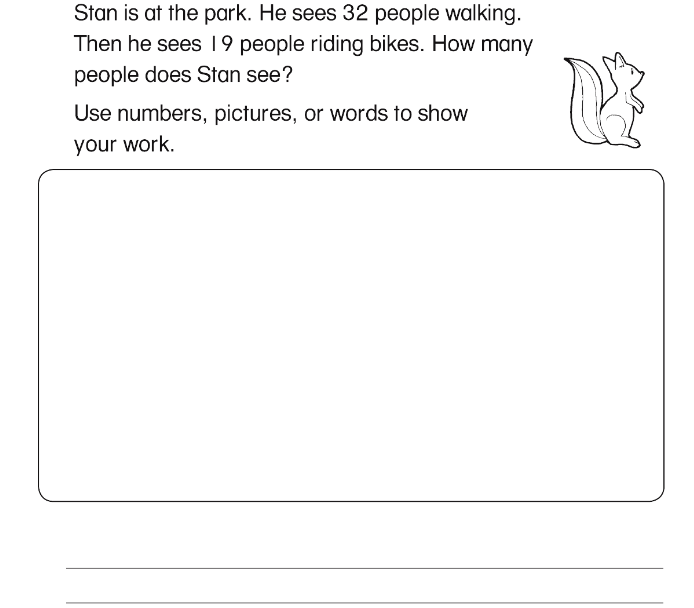 Stan is at the park. He sees 32 people walking.
Then he sees 19 people riding bikes. How many
people does Stan see?
Use numbers, pictures, or words to show
your work.